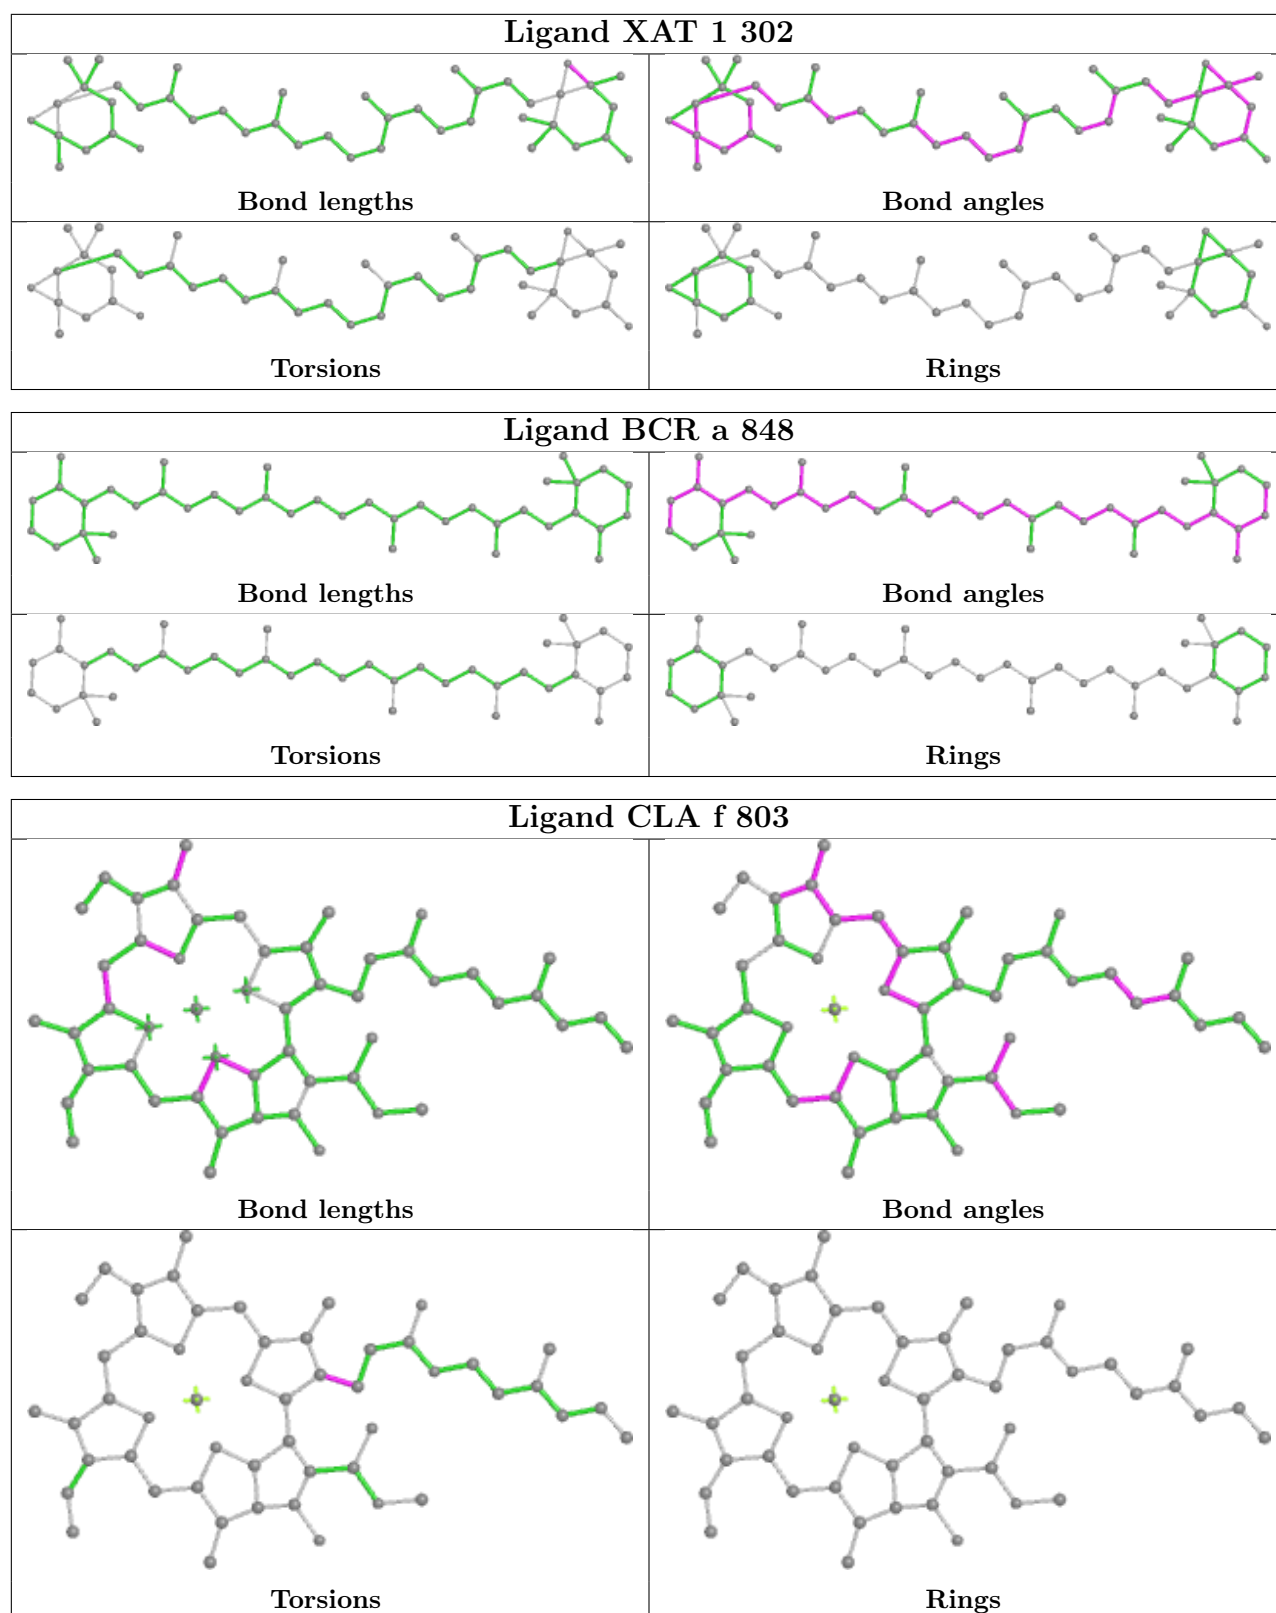 Ligand XAT 1 302
Bond lengths
Bond angles
Torsions
Rings
Ligand BCR a 848
Bond lengths
Bond angles
Torsions
Rings
Ligand CLA f 803
Bond lengths
Bond angles
Torsions
Rings